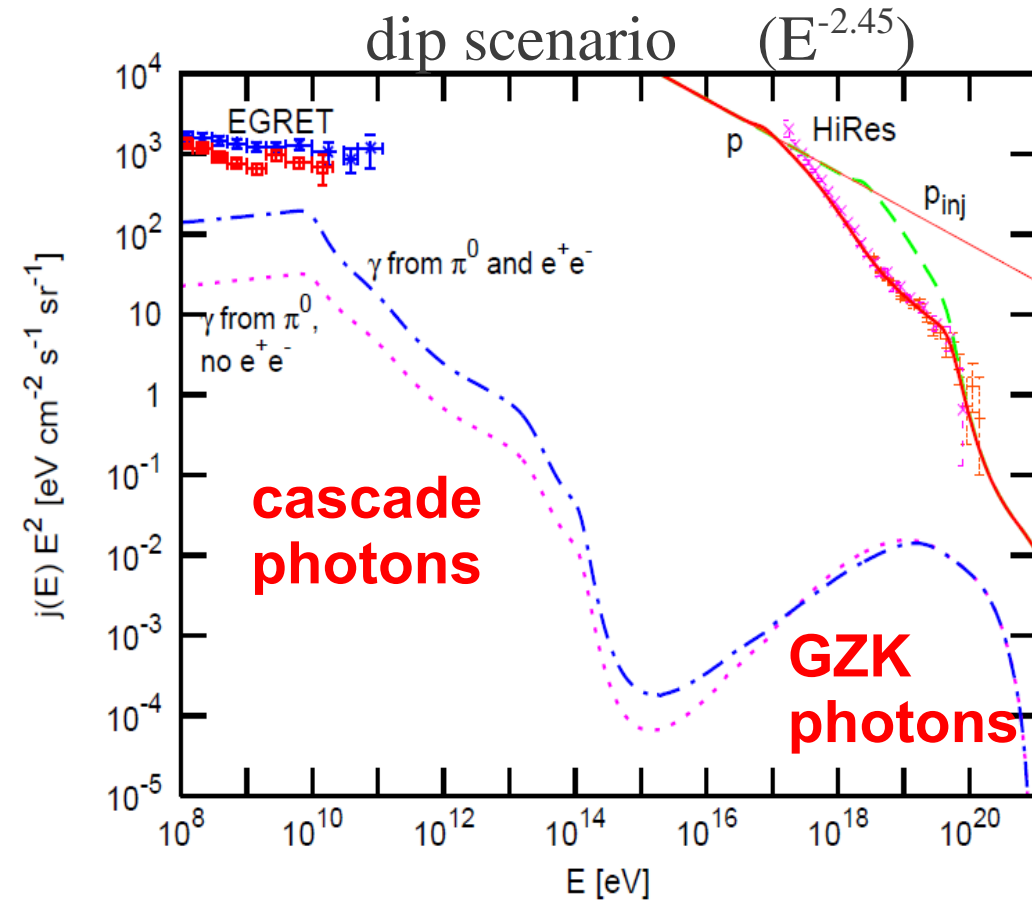 dip scenario (E^-2.45)
10^4
10^3
10^2
10
1
10^-1
10^-2
10^-3
10^-4
10^-5
j(E) E^2 [eV cm^-2 s^-1 sr^-1]
EGRET
HiRes
p
p_inj
γ from π^0 and e^+e^-
γ from π^0,
no e^+e^-
cascade
photons
GZK
photons
10^8 10^10 10^12 10^14 10^16 10^18 10^20
E [eV]